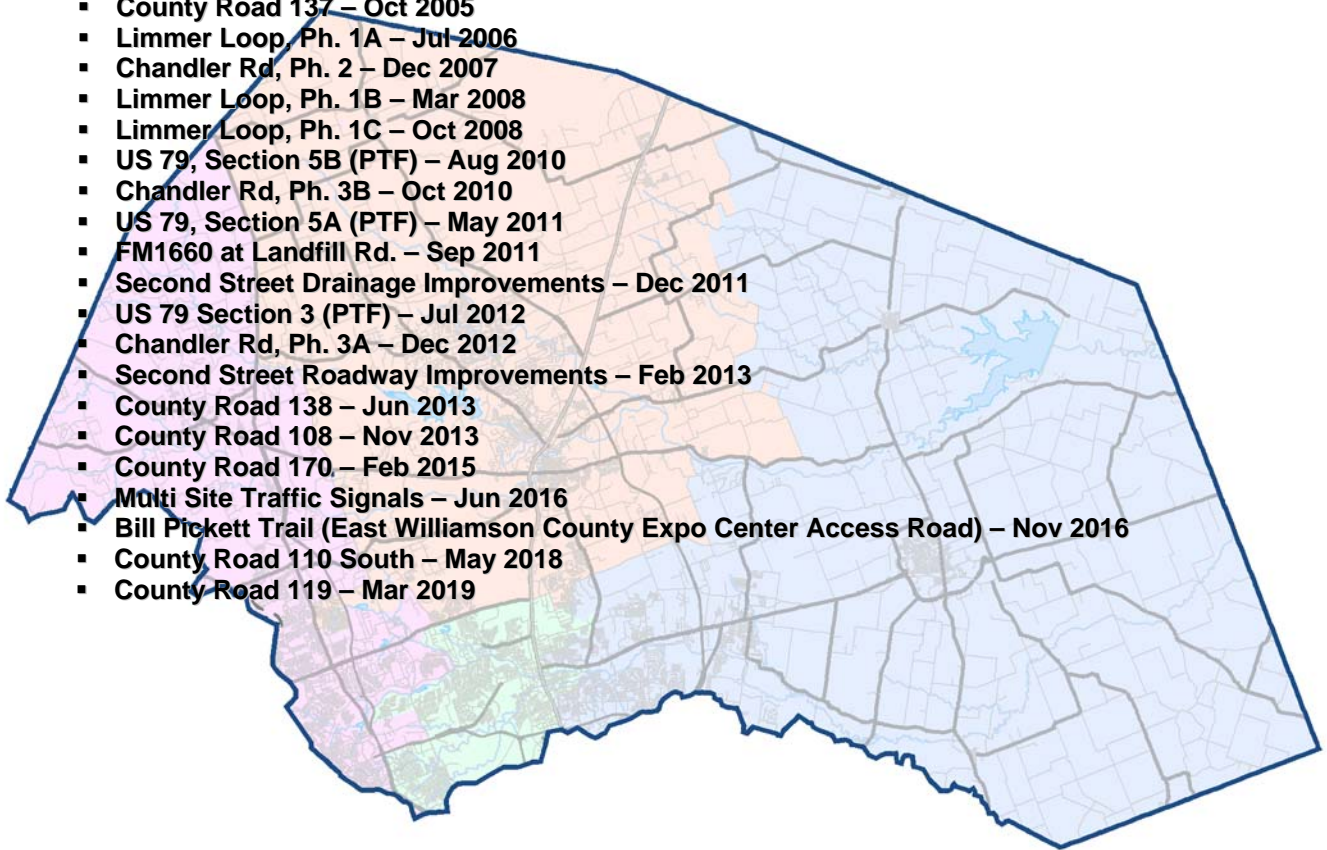 ▪ County Road 137 – Oct 2005
▪ Limmer Loop, Ph. 1A – Jul 2006
▪ Chandler Rd, Ph. 2 – Dec 2007
▪ Limmer Loop, Ph. 1B – Mar 2008
▪ Limmer Loop, Ph. 1C – Oct 2008
▪ US 79, Section 5B (PTF) – Aug 2010
▪ Chandler Rd, Ph. 3B – Oct 2010
▪ US 79, Section 5A (PTF) – May 2011
▪ FM1660 at Landfill Rd. – Sep 2011
▪ Second Street Drainage Improvements – Dec 2011
▪ US 79 Section 3 (PTF) – Jul 2012
▪ Chandler Rd, Ph. 3A – Dec 2012
▪ Second Street Roadway Improvements – Feb 2013
▪ County Road 138 – Jun 2013
▪ County Road 108 – Nov 2013
▪ County Road 170 – Feb 2015
▪ Multi Site Traffic Signals – Jun 2016
▪ Bill Pickett Trail (East Williamson County Expo Center Access Road) – Nov 2016
▪ County Road 110 South – May 2018
▪ County Road 119 – Mar 2019